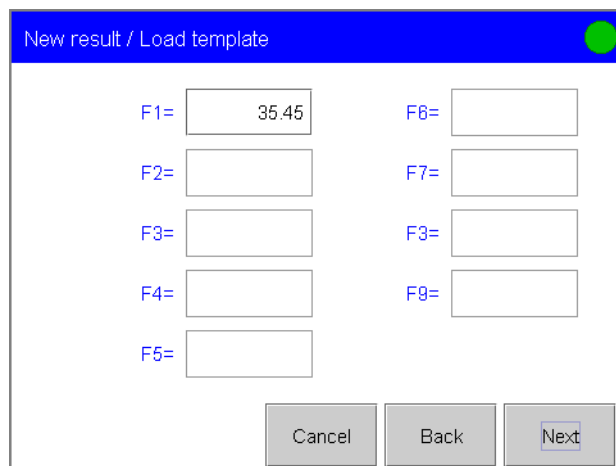 New result / Load template
F1= 35.45 F6=
F2= F7=
F3= F3=
F4= F9=
F5=
Cancel Back Next